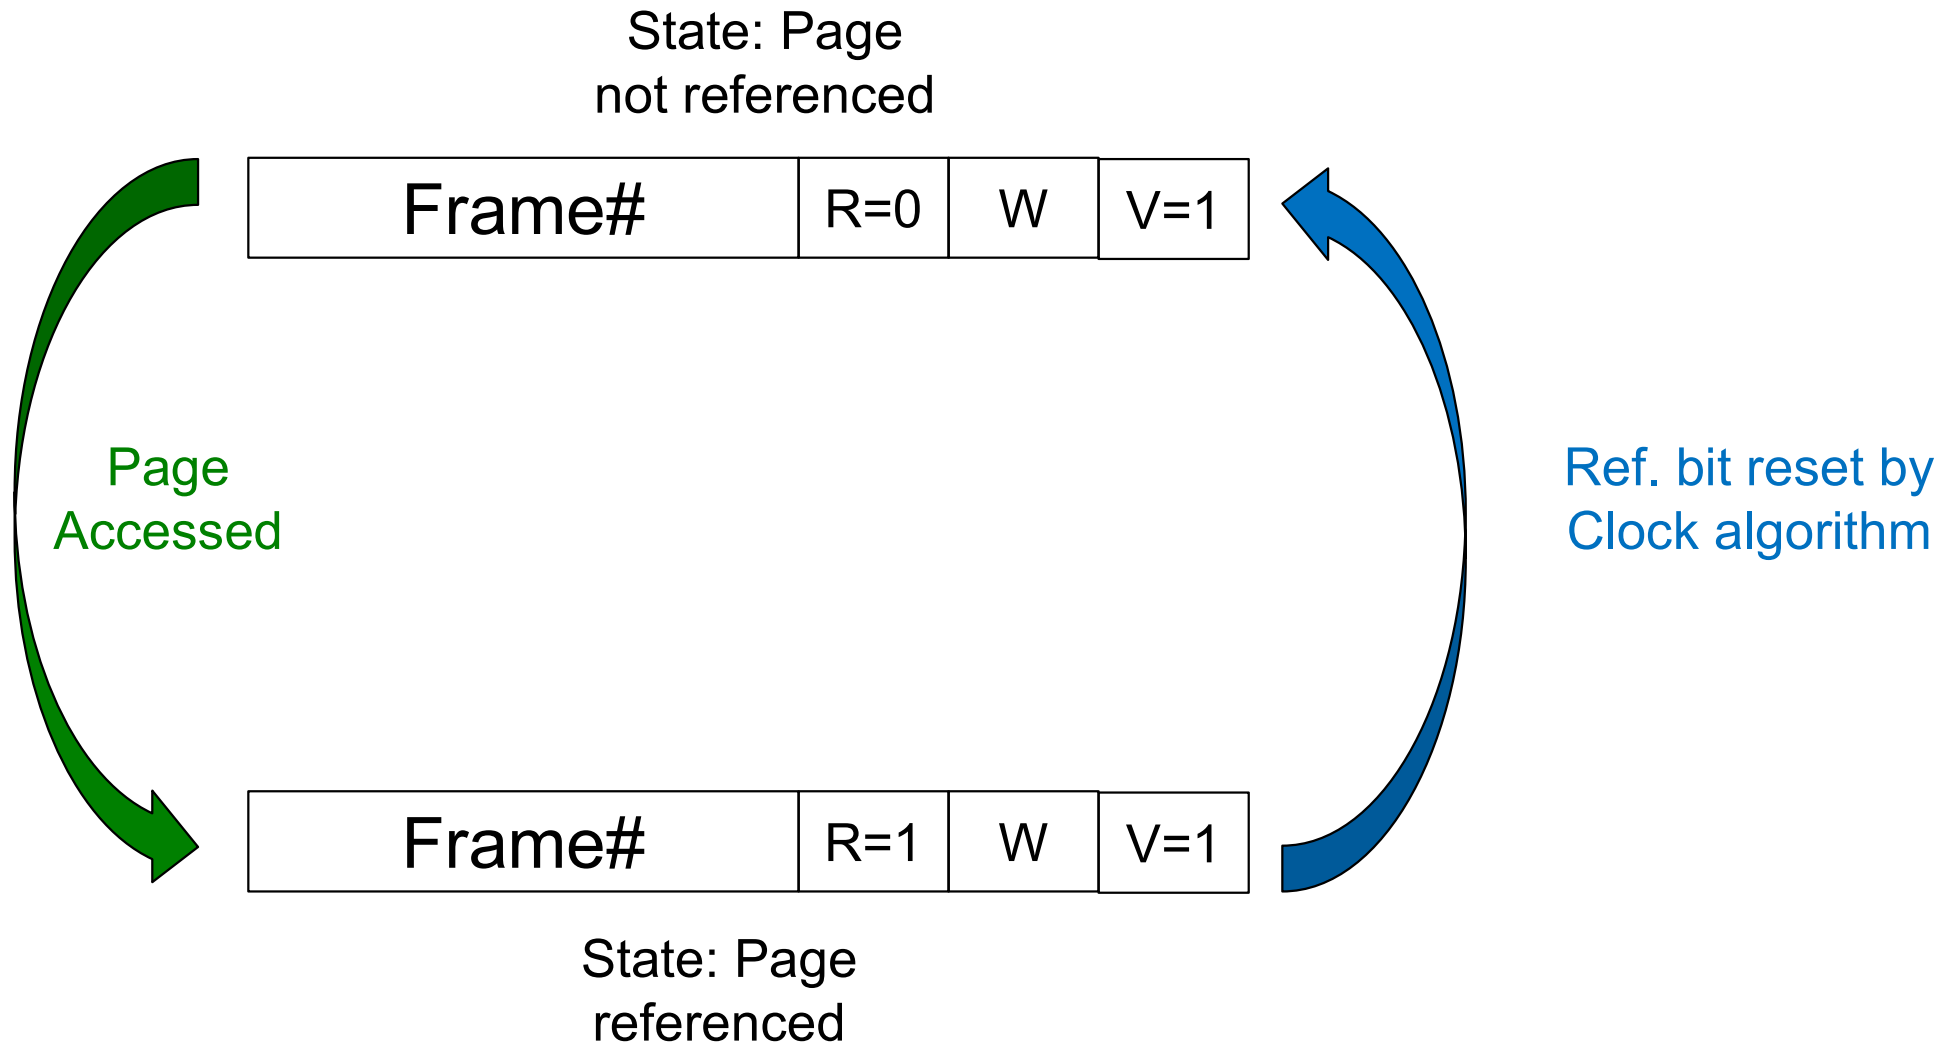 State: Page
not referenced
Frame# R=0 W V=1
Page
Accessed
Ref. bit reset by
Clock algorithm
Frame# R=1 W V=1
State: Page
referenced